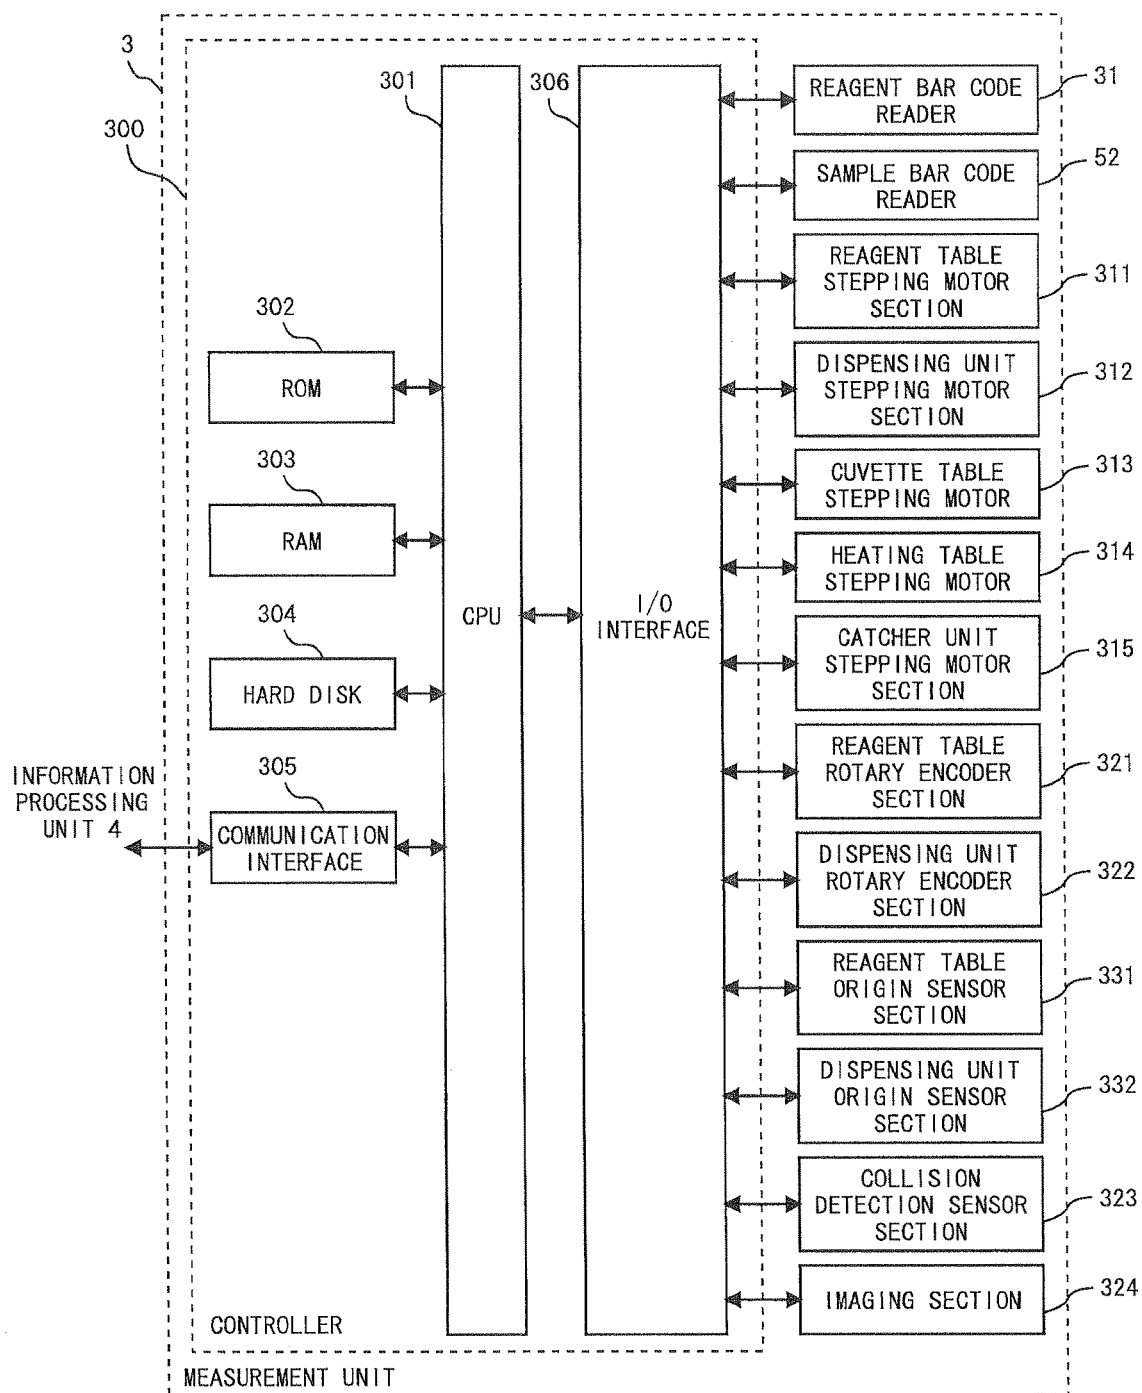 3
300
301
306
302
ROM
303
RAM
304
HARD DISK
305
COMMUNICATION
INTERFACE
INFORMATION
PROCESSING
UNIT 4
CPU
I/O
INTERFACE
REAGENT BAR CODE
READER
31
SAMPLE BAR CODE
READER
52
REAGENT TABLE
STEPPING MOTOR
SECTION
311
DISPENSING UNIT
STEPPING MOTOR
SECTION
312
CUVETTE TABLE
STEPPING MOTOR
313
HEATING TABLE
STEPPING MOTOR
314
CATCHER UNIT
STEPPING MOTOR
SECTION
315
REAGENT TABLE
ROTARY ENCODER
SECTION
321
DISPENSING UNIT
ROTARY ENCODER
SECTION
322
REAGENT TABLE
ORIGIN SENSOR
SECTION
331
DISPENSING UNIT
ORIGIN SENSOR
SECTION
332
COLLISION
DETECTION SENSOR
SECTION
323
IMAGING SECTION
324
CONTROLLER
MEASUREMENT UNIT